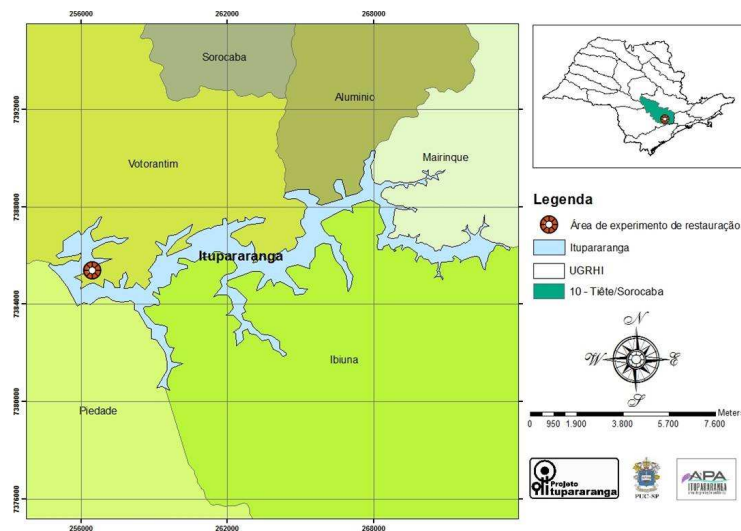 256000
262000
268000
Sorocaba
Aluminio
Votorantim
Mairinque
Itupararanga
Ibiuna
Piedade
7392000
7388000
7384000
7380000
7376000
256000
262000
268000
Legenda
Área de experimento de restauração
Itupararanga
UGRHI
10 - Tiête/Sorocaba
N
W
E
S
Meter
0 950 1.900 3.800 5.700 7.600
Projeto
Itupararanga
PUC-SP
APA
ITUPARARANGA